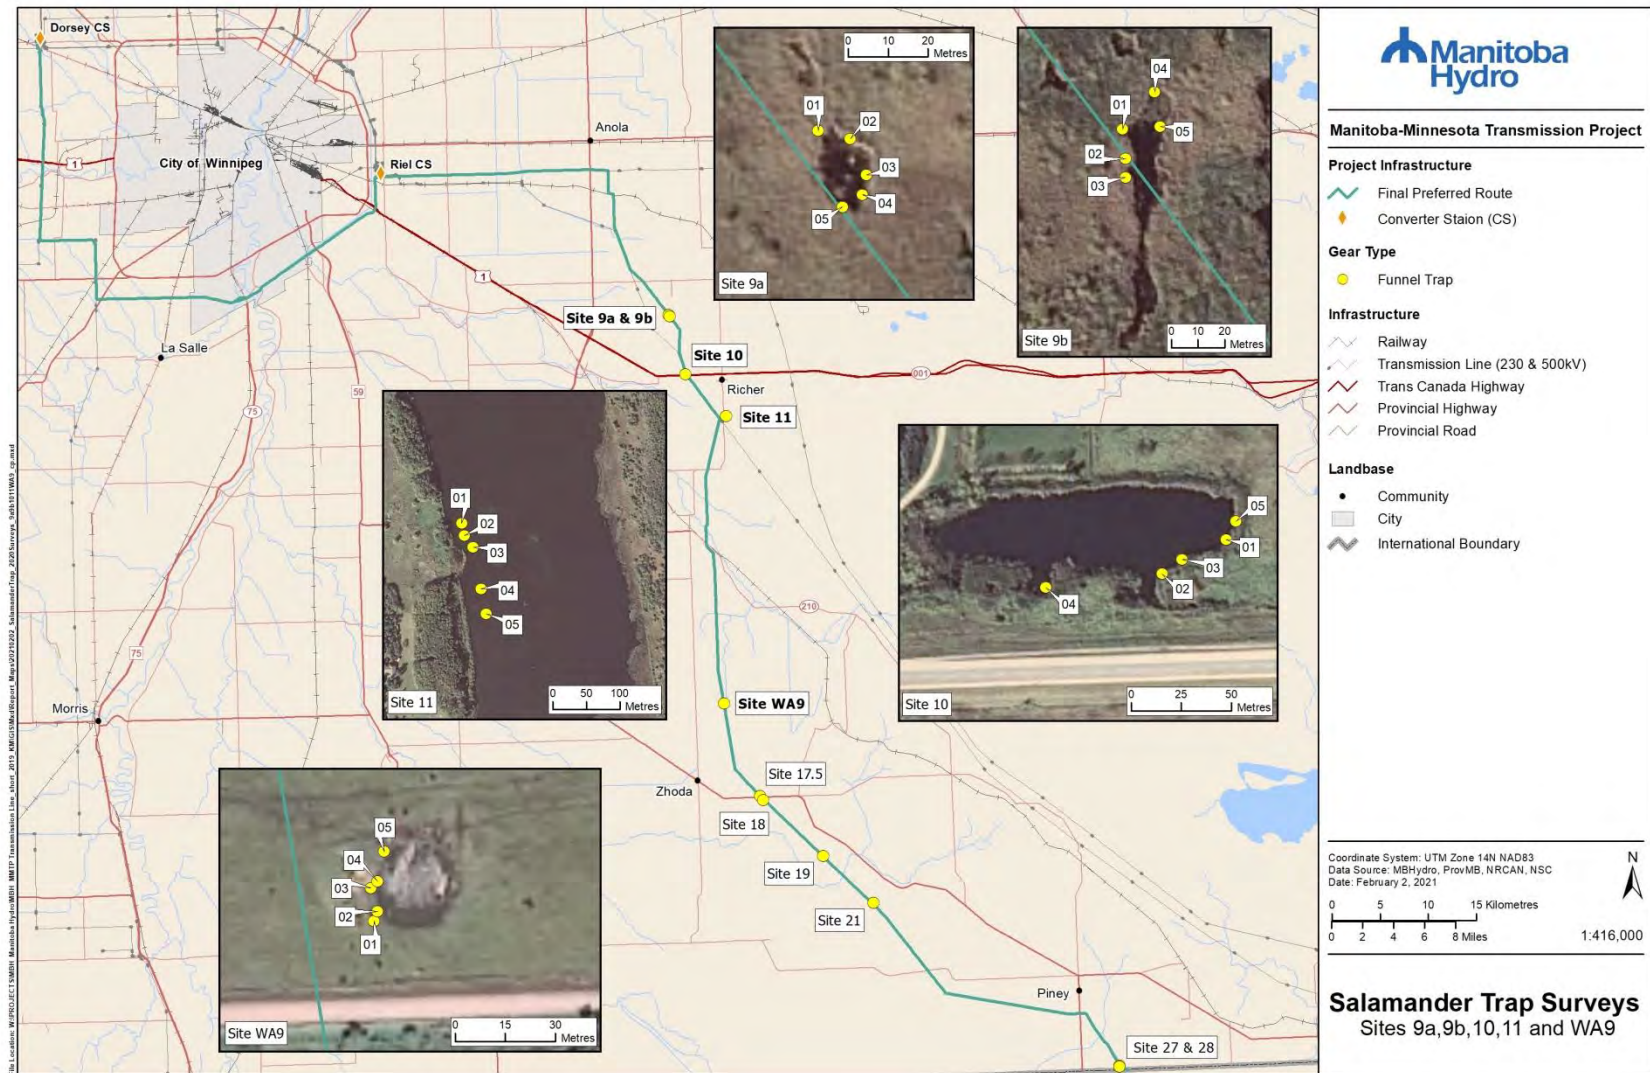 Dorsey CS
City of Winnipeg
1
Riel CS
Anola
1
La Salle
75
59
Site 9a & 9b
Site 10
001
Richer
Site 11
75
210
Morris
Site WA9
Zhoda
Site 17.5
Site 18
Site 19
Site 21
Piney
Site 27 & 28
0 10 20
Metres
01
02
03
04
05
Site 9a
04
01
05
02
03
0 10 20
Metres
Site 9b
01
02
03
04
05
0 50 100
Metres
Site 11
05
01
03
02
04
0 25 50
Metres
Site 10
05
04
03
02
01
0 15 30
Metres
Site WA9
Manitoba
Hydro
Manitoba-Minnesota Transmission Project
Project Infrastructure
Final Preferred Route
Converter Staion (CS)
Gear Type
Funnel Trap
Infrastructure
Railway
Transmission Line (230 & 500kV)
Trans Canada Highway
Provincial Highway
Provincial Road
Landbase
Community
City
International Boundary
Coordinate System: UTM Zone 14N NAD83
Data Source: MBHydro, ProvMB, NRCAN, NSC
Date: February 2, 2021
N
0 5 10 15 Kilometres
0 2 4 6 8 Miles
1:416,000
Salamander Trap Surveys
Sites 9a,9b,10,11 and WA9